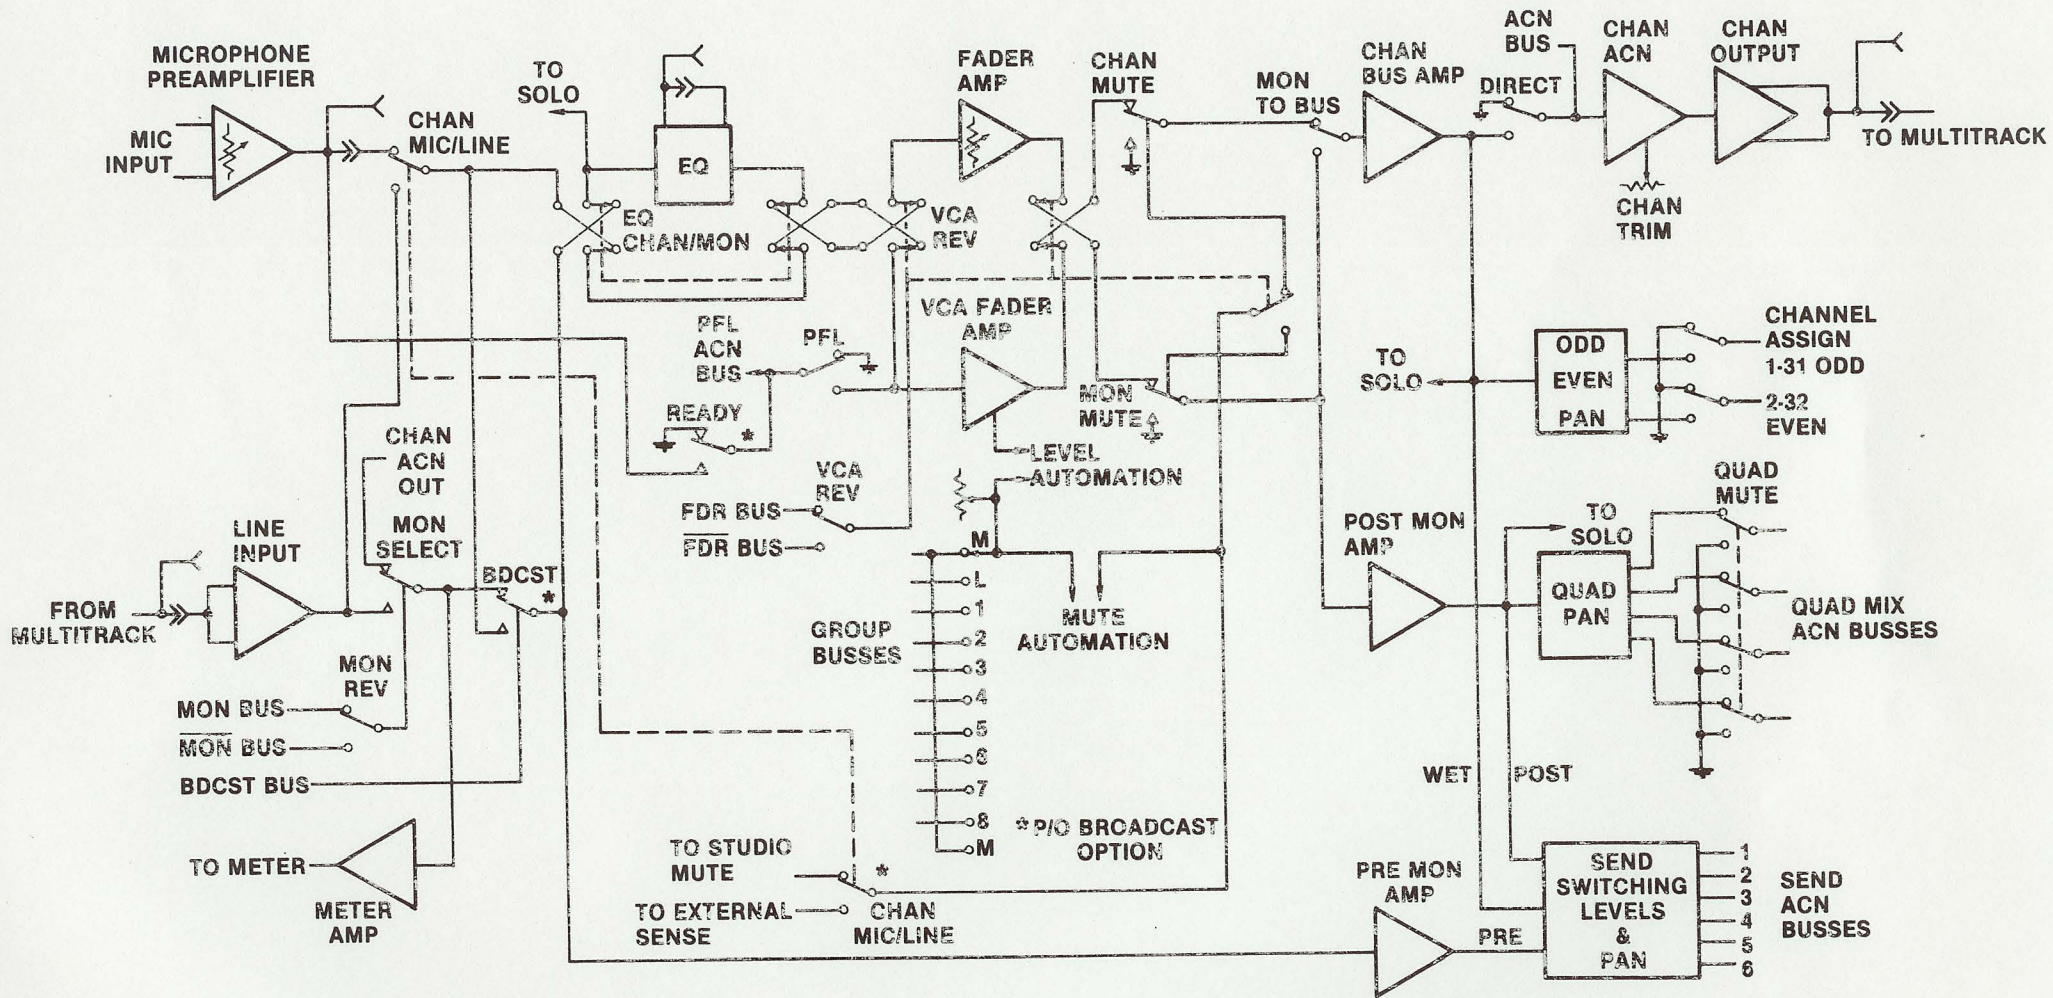 MICROPHONE
PREAMPLIFIER
MIC
INPUT
CHAN
MIC/LINE
TO
SOLO
EQ
EQ
CHAN/MON
FADER
AMP
VCA
REV
CHAN
MUTE
MON
TO BUS
CHAN
BUS AMP
ACN
BUS
DIRECT
CHAN
ACN
CHAN
TRIM
CHAN
OUTPUT
TO MULTITRACK
VCA FADER
AMP
PFL
ACN
BUS
PFL
READY
*
MON
MUTE
LEVEL
AUTOMATION
TO
SOLO
ODD
EVEN
PAN
CHANNEL
ASSIGN
1-31 ODD
2-32
EVEN
CHAN
ACN
OUT
MON
SELECT
LINE
INPUT
FROM
MULTITRACK
BDCST
*
VCA
REV
FDR BUS
FDR BUS
MON
REV
MON BUS
MON BUS
BDCST BUS
TO METER
METER
AMP
M
L
1
2
3
4
5
6
7
8
M
GROUP
BUSSES
MUTE
AUTOMATION
*P/O BROADCAST
OPTION
TO STUDIO
MUTE
*
TO EXTERNAL
SENSE
CHAN
MIC/LINE
POST MON
AMP
TO
SOLO
QUAD
PAN
QUAD
MUTE
QUAD MIX
ACN BUSSES
WET
POST
PRE MON
AMP
PRE
SEND
SWITCHING
LEVELS
&
PAN
1
2
3
4
5
6
SEND
ACN
BUSSES